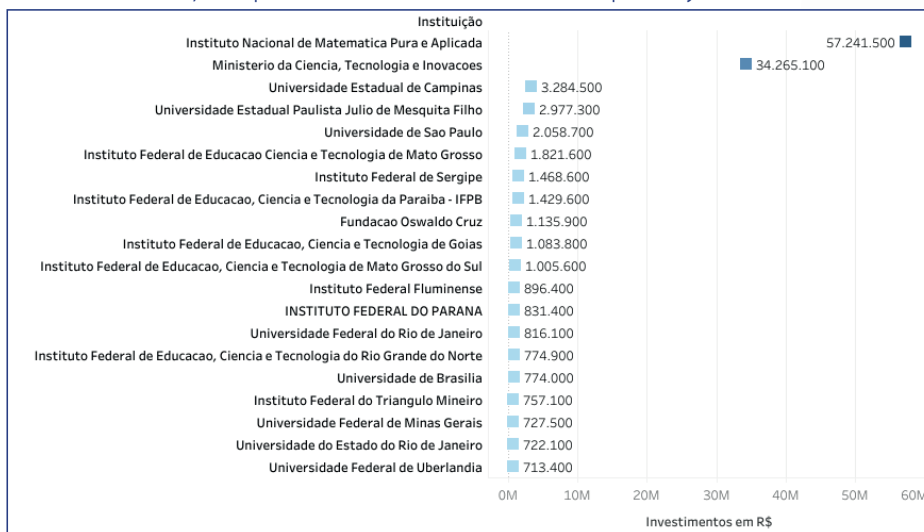 Instituição
Instituto Nacional de Matematica Pura e Aplicada 57.241.500
Ministerio da Ciencia, Tecnologia e Inovacoes 34.265.100
Universidade Estadual de Campinas 3.284.500
Universidade Estadual Paulista Julio de Mesquita Filho 2.977.300
Universidade de Sao Paulo 2.058.700
Instituto Federal de Educacao Ciencia e Tecnologia de Mato Grosso 1.821.600
Instituto Federal de Sergipe 1.468.600
Instituto Federal de Educacao, Ciencia e Tecnologia da Paraiba - IFPB 1.429.600
Fundacao Oswaldo Cruz 1.135.900
Instituto Federal de Educacao, Ciencia e Tecnologia de Goias 1.083.800
Instituto Federal de Educacao, Ciencia e Tecnologia de Mato Grosso do Sul 1.005.600
Instituto Federal Fluminense 896.400
INSTITUTO FEDERAL DO PARANA 831.400
Universidade Federal do Rio de Janeiro 816.100
Instituto Federal de Educacao, Ciencia e Tecnologia do Rio Grande do Norte 774.900
Universidade de Brasilia 774.000
Instituto Federal do Triangulo Mineiro 757.100
Universidade Federal de Minas Gerais 727.500
Universidade do Estado do Rio de Janeiro 722.100
Universidade Federal de Uberlandia 713.400
0M 10M 20M 30M 40M 50M 60M
Investimentos em R$